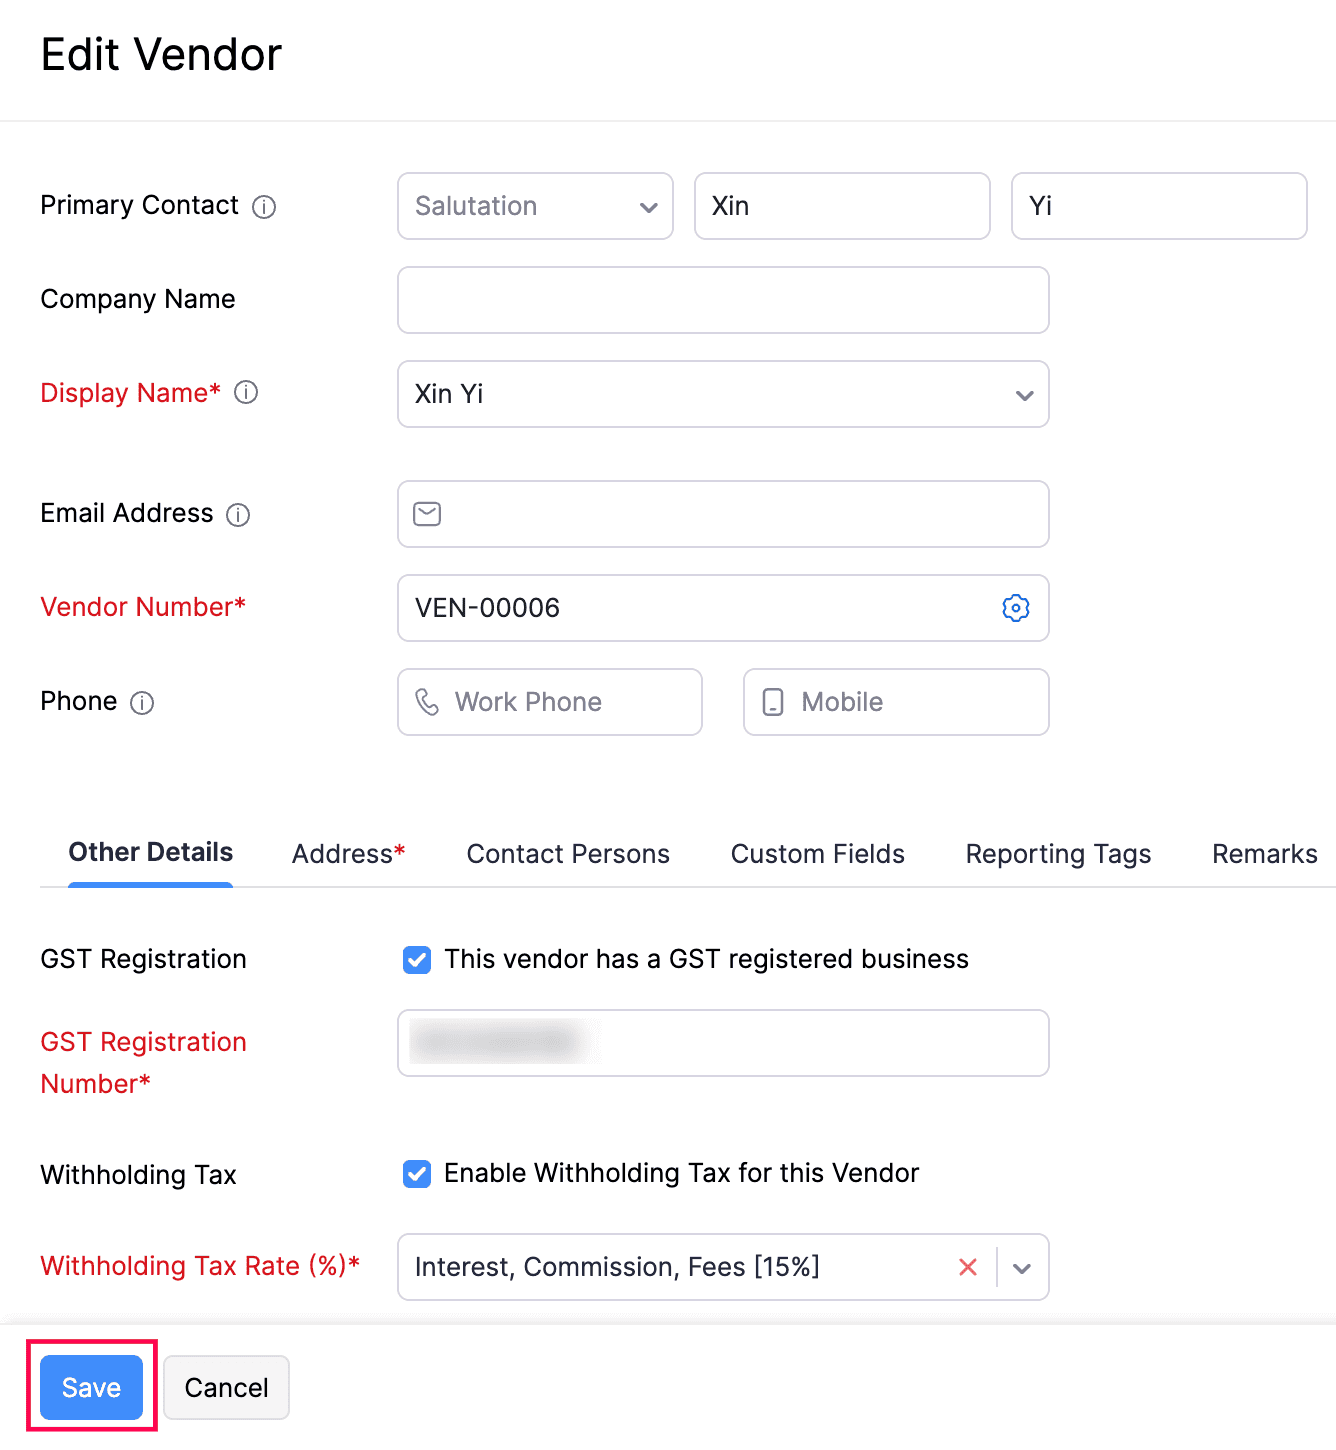 Edit Vendor
Primary Contact
Salutation
Xin
Yi
Company Name
Display Name*
Xin Yi
Email Address
Vendor Number*
VEN-00006
Phone
Work Phone
Mobile
Other Details
Address*
Contact Persons
Custom Fields
Reporting Tags
Remarks
GST Registration
This vendor has a GST registered business
GST Registration
Number*
Withholding Tax
Enable Withholding Tax for this Vendor
Withholding Tax Rate (%)*
Interest, Commission, Fees [15%]
Save
Cancel